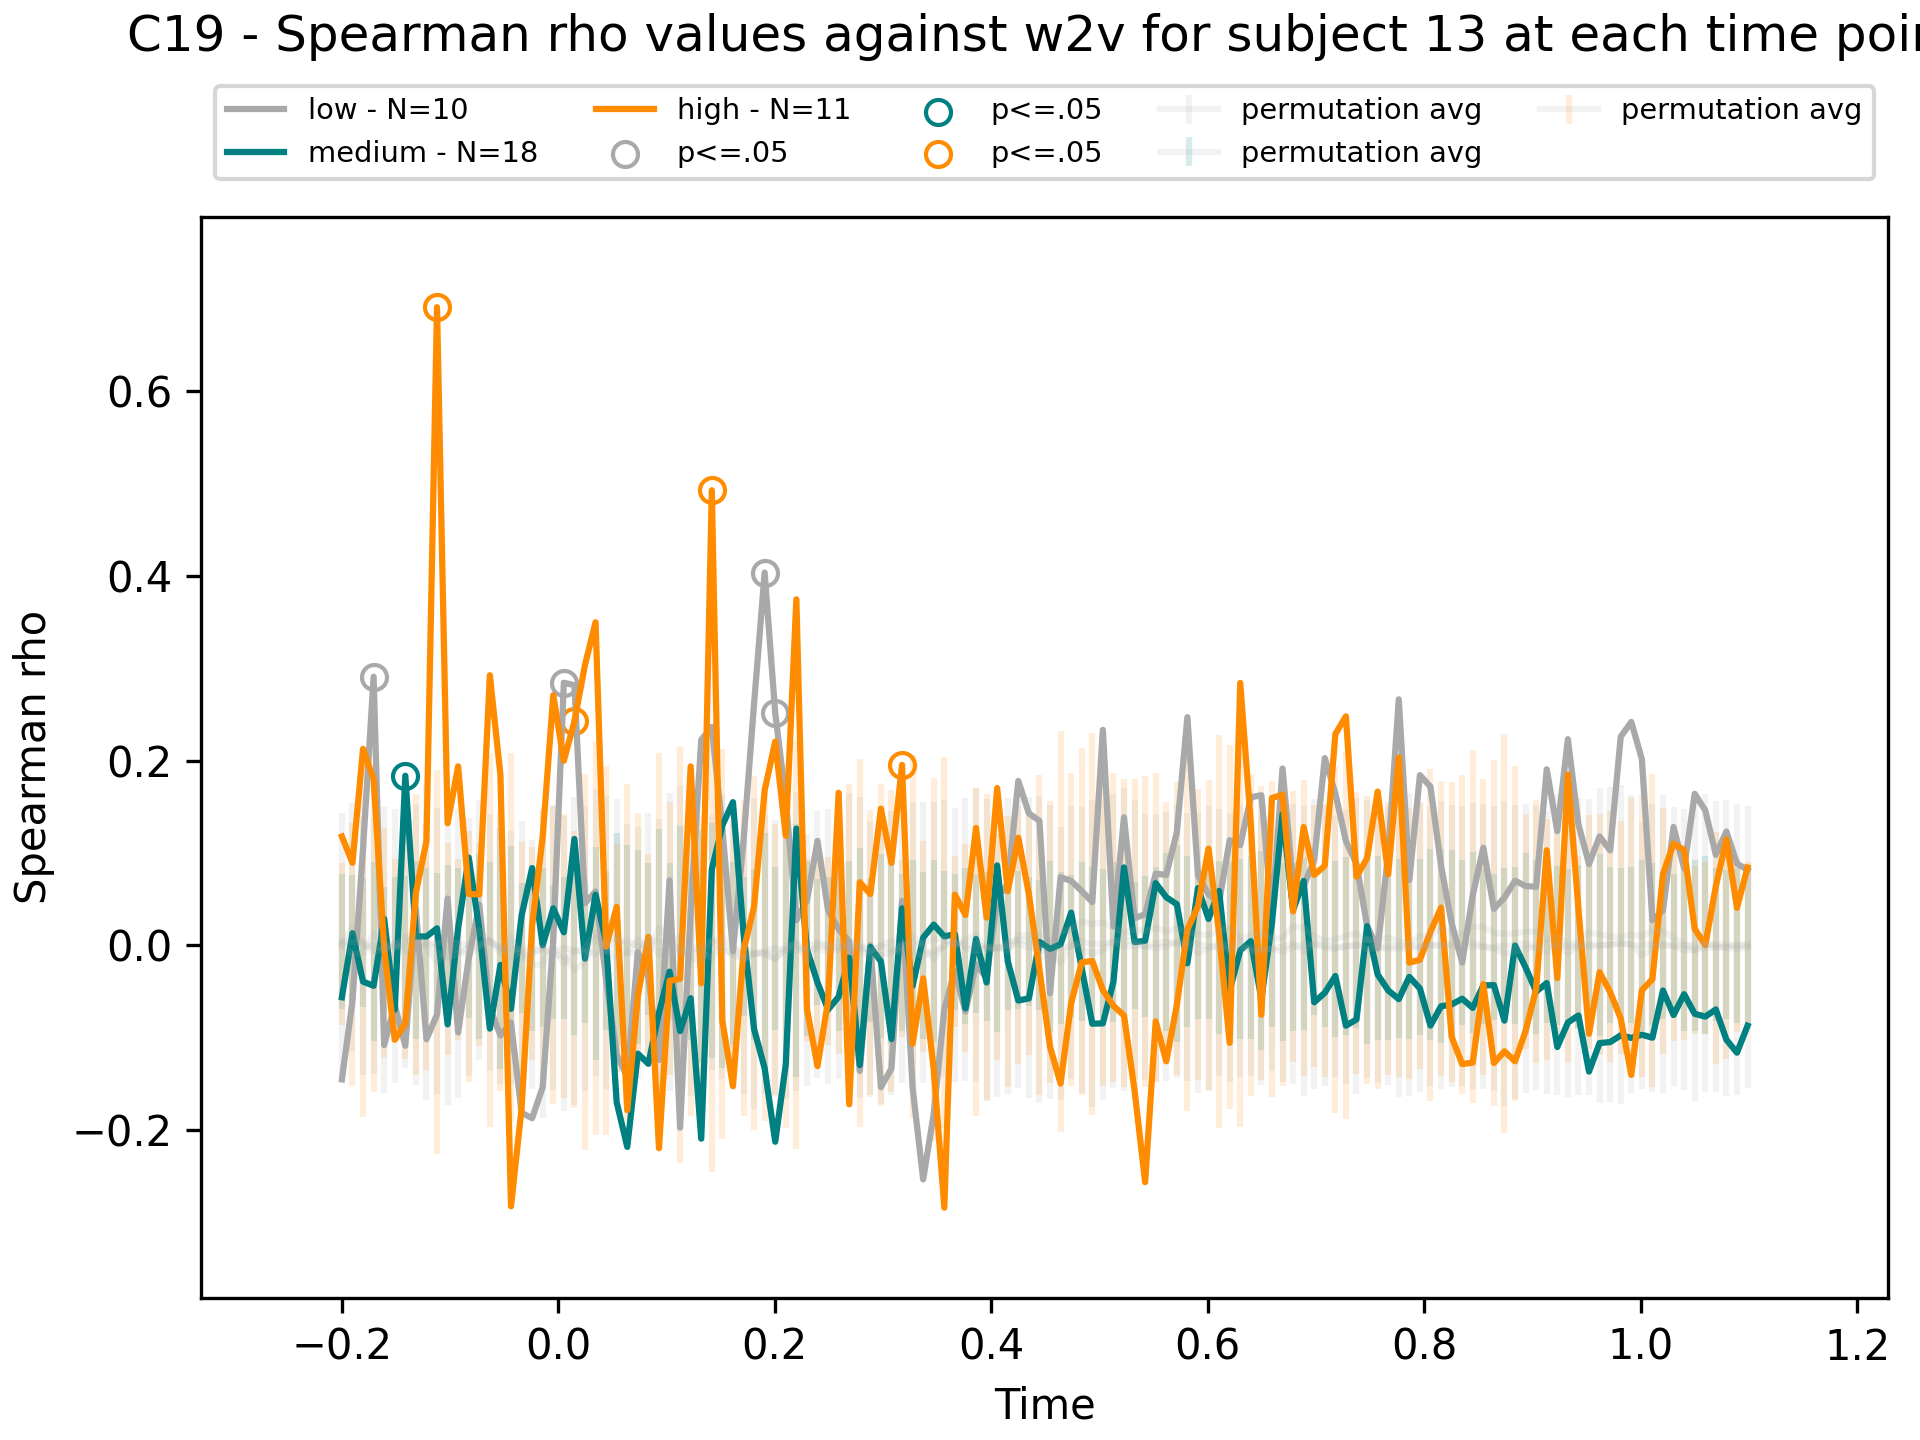 C19 - Spearman rho values against w2v for subject 13 at each time poi
low - N=10
medium - N=18
high - N=11
p<=.05
p<=.05
p<=.05
permutation avg
permutation avg
permutation avg
Spearman rho
0.6
0.4
0.2
0.0
−0.2
−0.2 0.0 0.2 0.4 0.6 0.8 1.0 1.2
Time